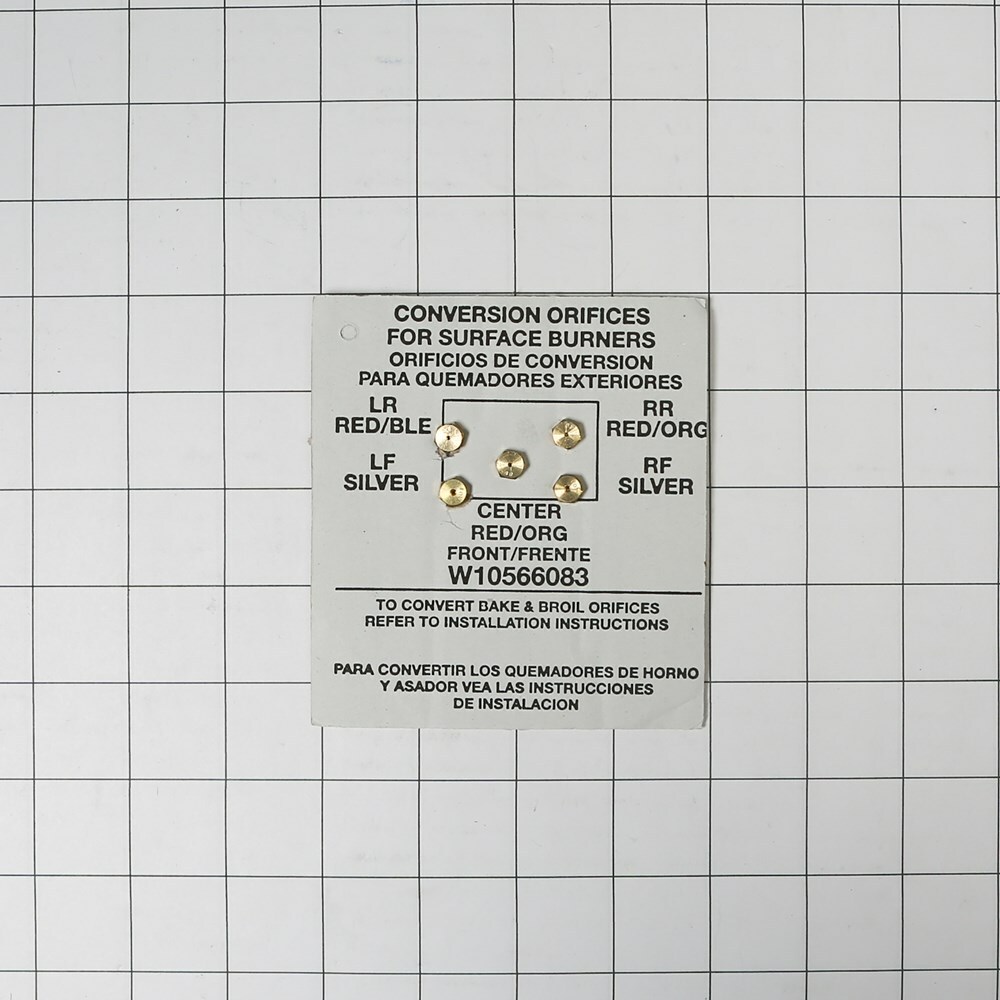 CONVERSION ORIFICES
FOR SURFACE BURNERS
ORIFICIOS DE CONVERSION
PARA QUEMADORES EXTERIORES
LR
RED/BLE
RR
RED/ORG
LF
SILVER
RF
SILVER
CENTER
RED/ORG
FRONT/FRENTE
W10566083
TO CONVERT BAKE & BROIL ORIFICES
REFER TO INSTALLATION INSTRUCTIONS
PARA CONVERTIR LOS QUEMADORES DE HORNO
Y ASADOR VEA LAS INSTRUCCIONES
DE INSTALACION